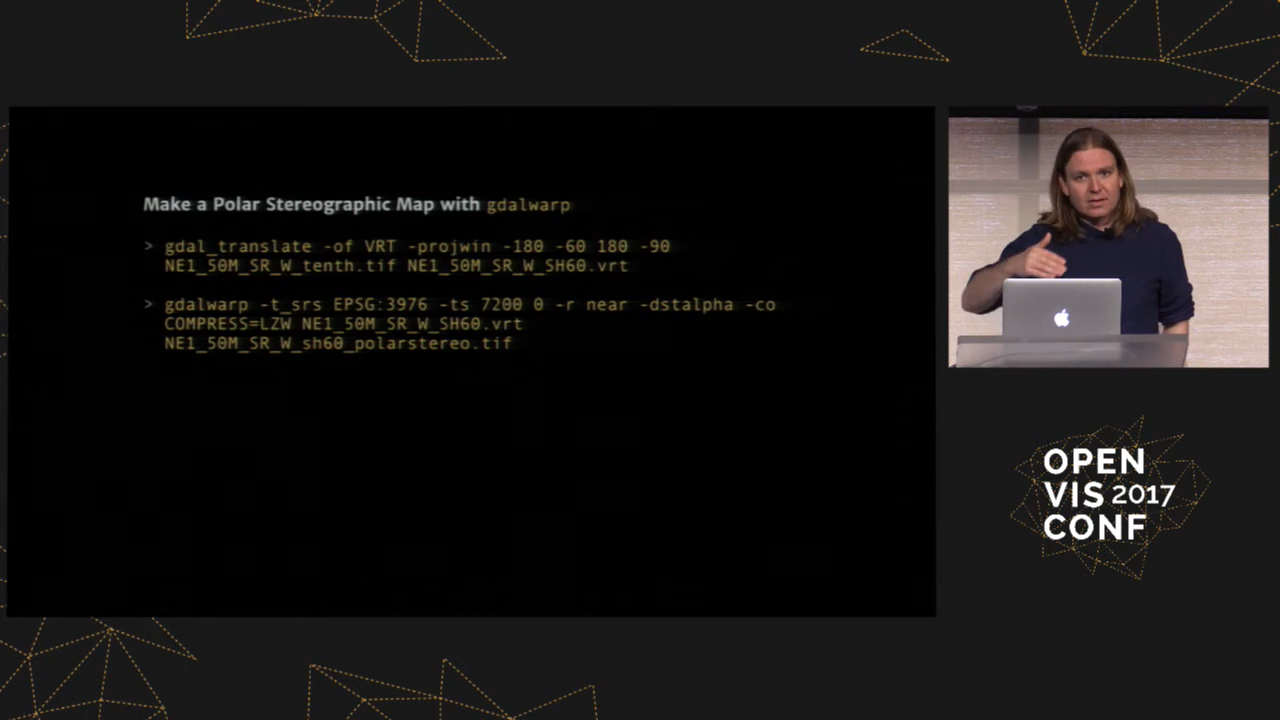 Make a Polar Stereographic Map with gdalwarp
> gdal_translate -of VRT -projwin -180 -60 180 -90
NE1_50M_SR_W_tenth.tif NE1_50M_SR_W_SH60.vrt
> gdalwarp -t_srs EPSG:3976 -ts 7200 0 -r near -dstalpha -co
COMPRESS=LZW NE1_50M_SR_W_SH60.vrt
NE1_50M_SR_W_sh60_polarstereo.tif
OPEN
VIS 2017
CONF